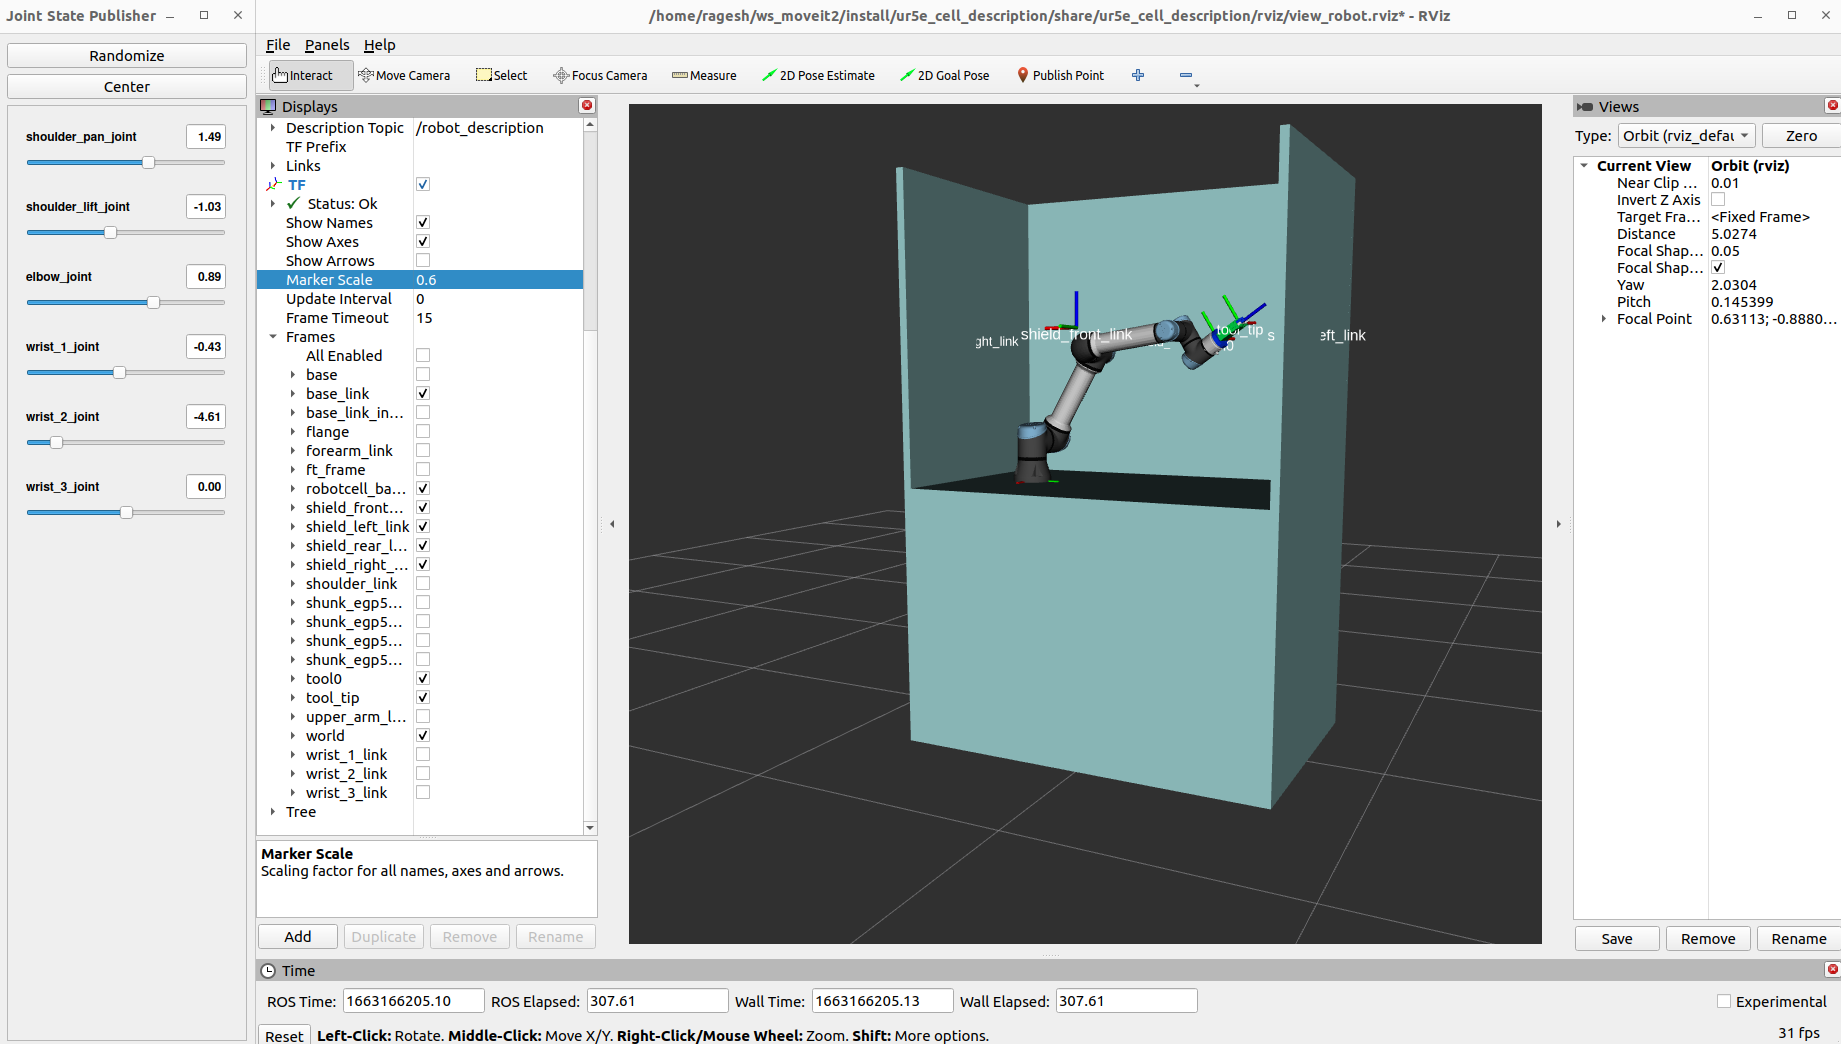 Joint State Publisher
Randomize
Center
shoulder_pan_joint 1.49
shoulder_lift_joint -1.03
elbow_joint 0.89
wrist_1_joint -0.43
wrist_2_joint -4.61
wrist_3_joint 0.00
/home/ragesh/ws_moveit2/install/ur5e_cell_description/share/ur5e_cell_description/rviz/view_robot.rviz* - RViz
File Panels Help
Interact Move Camera Select Focus Camera Measure 2D Pose Estimate 2D Goal Pose Publish Point
Displays
Description Topic /robot_description
TF Prefix
Links
TF
Status: Ok
Show Names
Show Axes
Show Arrows
Marker Scale 0.6
Update Interval 0
Frame Timeout 15
Frames
All Enabled
base
base_link
base_link_in...
flange
forearm_link
ft_frame
robotcell_ba...
shield_front...
shield_left_link
shield_rear_l...
shield_right_...
shoulder_link
shunk_egp5...
shunk_egp5...
shunk_egp5...
shunk_egp5...
tool0
tool_tip
upper_arm_l...
world
wrist_1_link
wrist_2_link
wrist_3_link
Tree
Marker Scale
Scaling factor for all names, axes and arrows.
Add Duplicate Remove Rename
ght_link shield_front_link tool_tip s eft_link
Views
Type: Orbit (rviz_defau Zero
Current View Orbit (rviz)
Near Clip ... 0.01
Invert Z Axis
Target Fra... <Fixed Frame>
Distance 5.0274
Focal Shap... 0.05
Focal Shap...
Yaw 2.0304
Pitch 0.145399
Focal Point 0.63113; -0.8880...
Save Remove Rename
Time
ROS Time: 1663166205.10 ROS Elapsed: 307.61 Wall Time: 1663166205.13 Wall Elapsed: 307.61 Experimental
Reset Left-Click: Rotate. Middle-Click: Move X/Y. Right-Click/Mouse Wheel: Zoom. Shift: More options. 31 fps